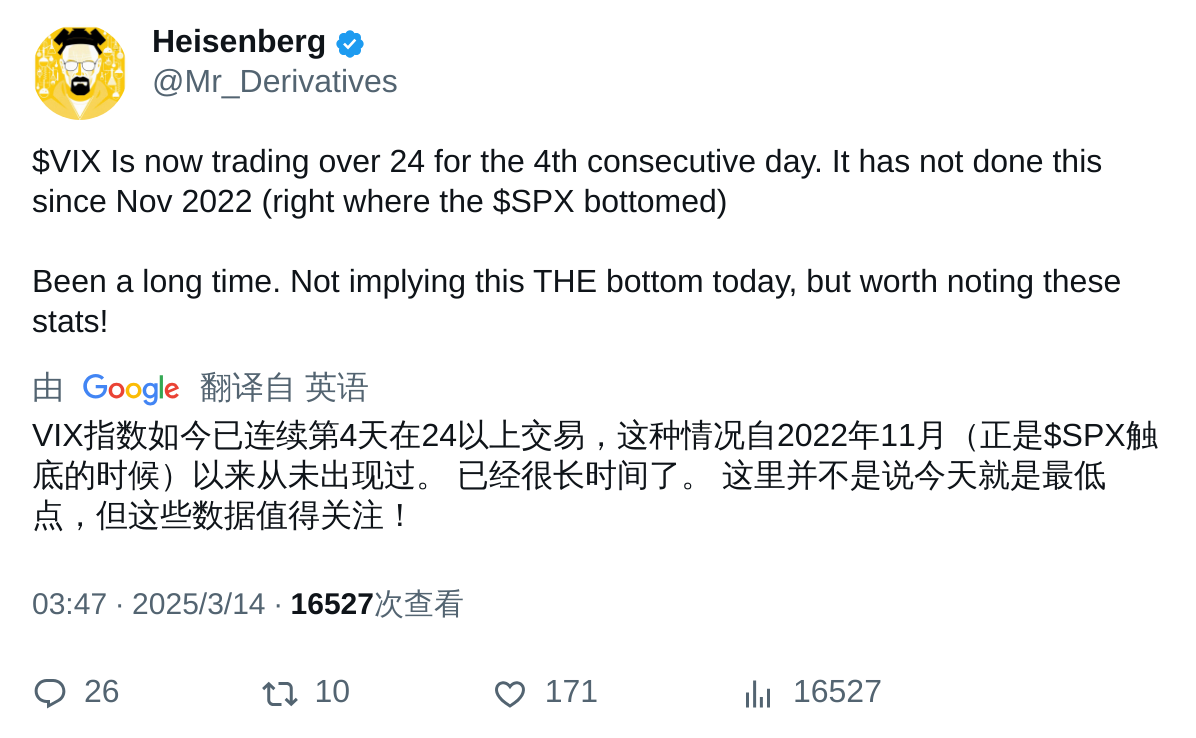 Heisenberg
@Mr_Derivatives
$VIX Is now trading over 24 for the 4th consecutive day. It has not done this
since Nov 2022 (right where the $SPX bottomed)
Been a long time. Not implying this THE bottom today, but worth noting these
stats!
由 Google 翻译自 英语
VIX指数如今已连续第4天在24以上交易，这种情况自2022年11月（正是$SPX触
底的时候）以来从未出现过。 已经很长时间了。 这里并不是说今天就是最低
点，但这些数据值得关注！
03:47 · 2025/3/14 · 16527次查看
26 10 171 16527